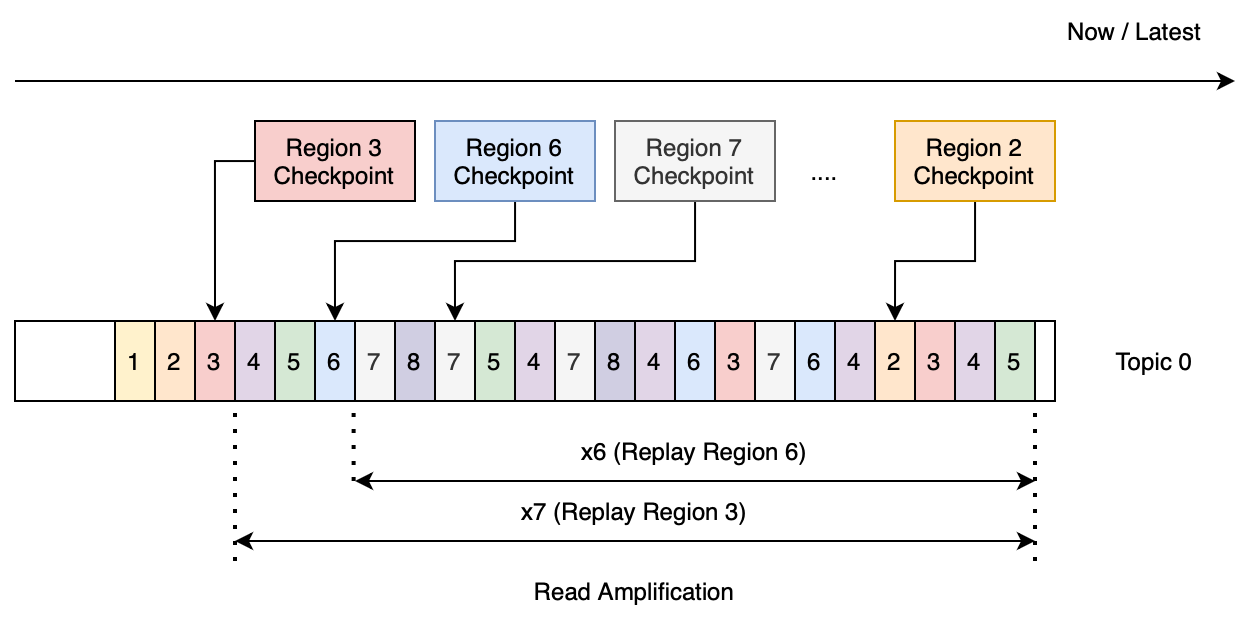 Now / Latest
Region 3
Checkpoint
Region 6
Checkpoint
Region 7
Checkpoint
....
Region 2
Checkpoint
1 2 3 4 5 6 7 8 7 5 4 7 8 4 6 3 7 6 4 2 3 4 5
Topic 0
x6 (Replay Region 6)
x7 (Replay Region 3)
Read Amplification